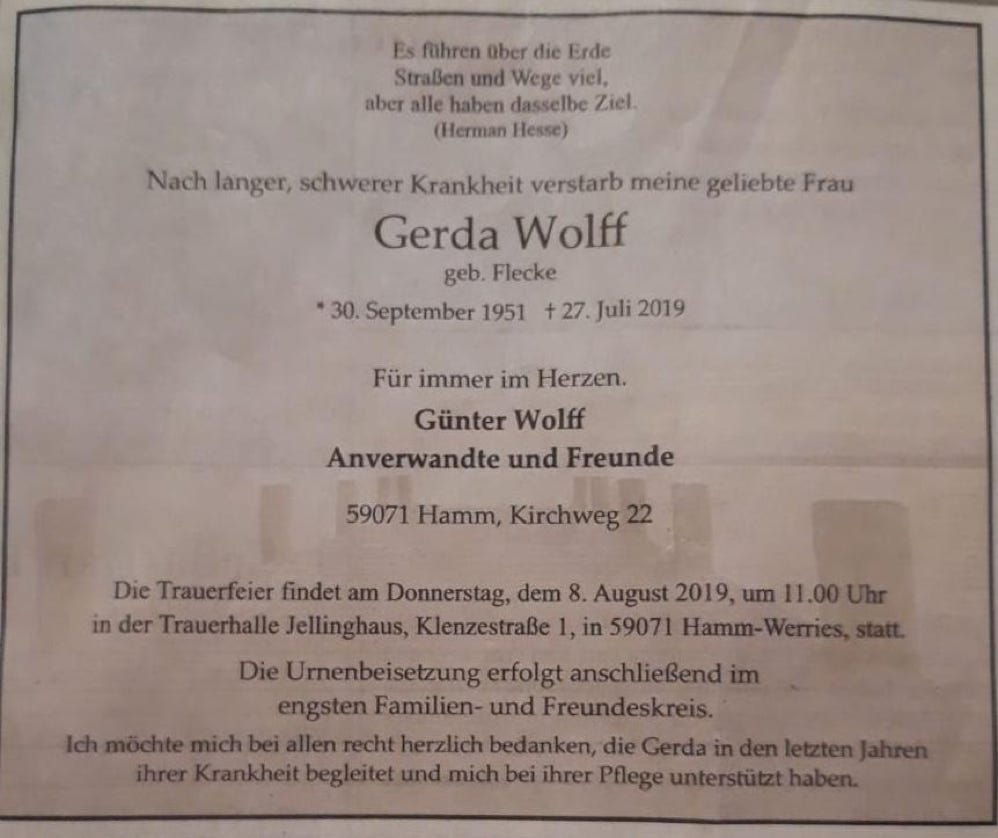 Es führen über die Erde
Straßen und Wege viel,
aber alle haben dasselbe Ziel.
(Herman Hesse)
Nach langer, schwerer Krankheit verstarb meine geliebte Frau
Gerda Wolff
geb. Flecke
* 30. September 1951 † 27. Juli 2019
Für immer im Herzen.
Günter Wolff
Anverwandte und Freunde
59071 Hamm, Kirchweg 22
Die Trauerfeier findet am Donnerstag, dem 8. August 2019, um 11.00 Uhr
in der Trauerhalle Jellinghaus, Klenzestraße 1, in 59071 Hamm-Werries, statt.
Die Urnenbeisetzung erfolgt anschließend im
engsten Familien- und Freundeskreis.
Ich möchte mich bei allen recht herzlich bedanken, die Gerda in den letzten Jahren
ihrer Krankheit begleitet und mich bei ihrer Pflege unterstützt haben.